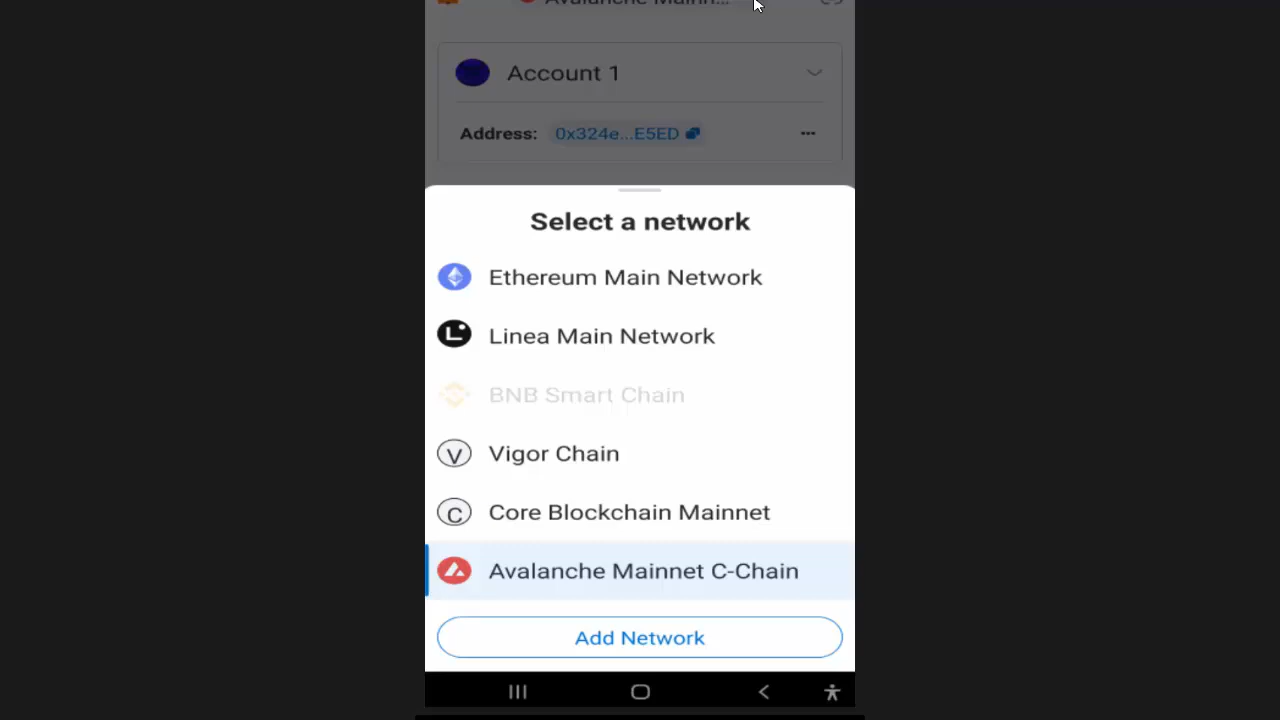 Avalanche Mainn...
Account 1
Address: 0x324e...E5ED
Select a network
Ethereum Main Network
Linea Main Network
BNB Smart Chain
V Vigor Chain
C Core Blockchain Mainnet
Avalanche Mainnet C-Chain
Add Network